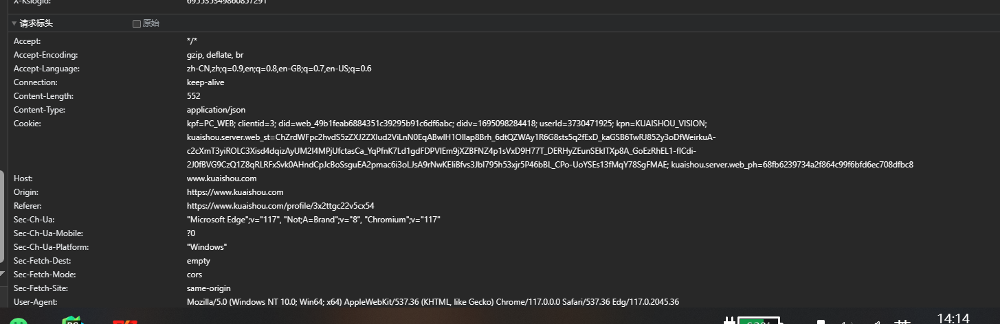 X-Kslogid: 695535349860857291
请求标头 原始
Accept: */*
Accept-Encoding: gzip, deflate, br
Accept-Language: zh-CN,zh;q=0.9,en;q=0.8,en-GB;q=0.7,en-US;q=0.6
Connection: keep-alive
Content-Length: 552
Content-Type: application/json
Cookie: kpf=PC_WEB; clientid=3; did=web_49b1feab6884351c39295b91c6df6abc; didv=1695098284418; userId=3730471925; kpn=KUAISHOU_VISION;
kuaishou.server.web_st=ChZrdWFpc2hvdS5zZXJ2ZXIud2ViLnN0EqABwIH1OIlap8Brh_6dtQZWAy1R6G8sts5q2fExD_kaGSB6TwRJ852y3oDfWeirkuA-
c2cXmT3yiROLC3Xisd4dqizAyUM2I4MPjUfctasCa_YqPfnK7Ld1gdFDPVlEm9jXZBFNZ4p1sVxD9H77T_DERHyZEunSEkITXp8A_GoEzRhEL1-flCdi-
2J0fBVG9CzQ1Z8qRLRFxSvk0AHndCpJcBoSsguEA2pmac6i3oLJsA9rNwKEIiBfvs3JbI795h53xjr5P46bBL_CPo-UoYSEs13fMqY78SgFMAE; kuaishou.server.web_ph=68fb6239734a2f864c99f6bfd6ec708dfbc8
Host: www.kuaishou.com
Origin: https://www.kuaishou.com
Referer: https://www.kuaishou.com/profile/3x2ttgc22v5cx54
Sec-Ch-Ua: "Microsoft Edge";v="117", "Not;A=Brand";v="8", "Chromium";v="117"
Sec-Ch-Ua-Mobile: ?0
Sec-Ch-Ua-Platform: "Windows"
Sec-Fetch-Dest: empty
Sec-Fetch-Mode: cors
Sec-Fetch-Site: same-origin
User-Agent: Mozilla/5.0 (Windows NT 10.0; Win64; x64) AppleWebKit/537.36 (KHTML, like Gecko) Chrome/117.0.0.0 Safari/537.36 Edg/117.0.2045.36
14:14